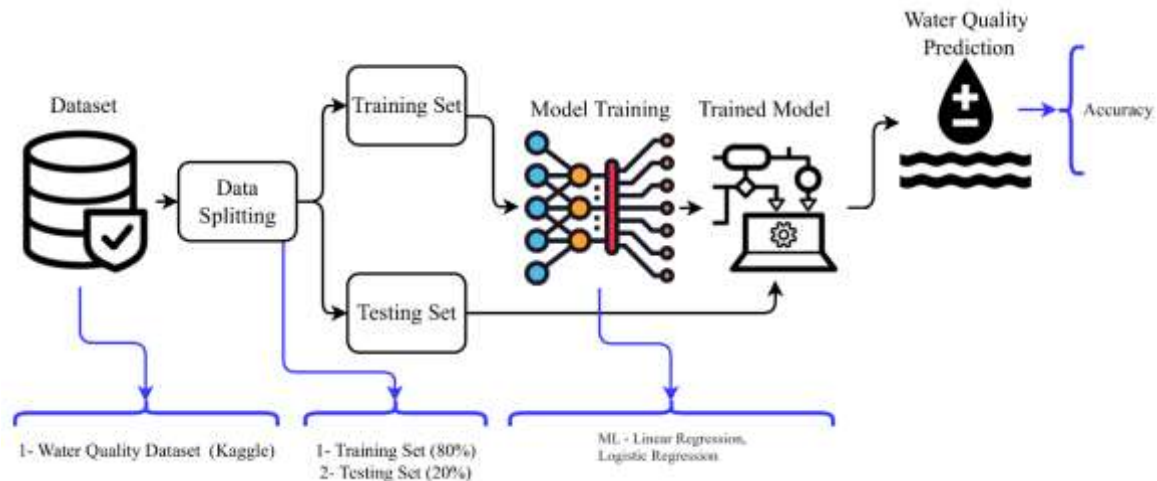 Water Quality
Prediction
Dataset
Training Set
Model Training
Trained Model
Accuracy
Data
Splitting
Testing Set
1- Water Quality Dataset (Kaggle)
1- Training Set (80%)
2- Testing Set (20%)
ML - Linear Regression,
Logistic Regression